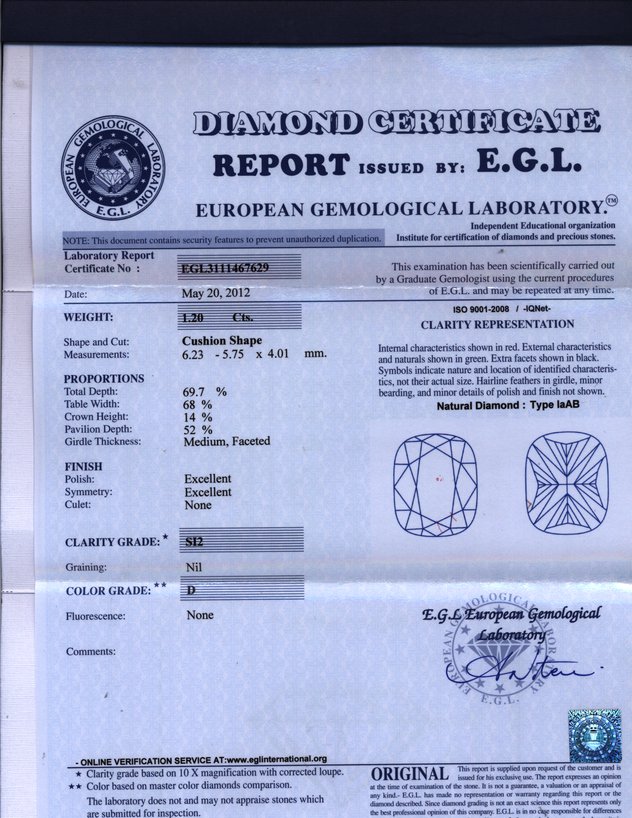 DIAMOND CERTIFICATE
REPORT ISSUED BY: E.G.L.
EUROPEAN GEMOLOGICAL LABORATORY.™
EUROPEAN GEMOLOGICAL LABORATORY
E.G.L.
Independent Educational organization
Institute for certification of diamonds and precious stones.
NOTE: This document contains security features to prevent unauthorized duplication.
Laboratory Report
Certificate No : EGL3111467629
Date: May 20, 2012
WEIGHT: 1.20 Cts.
Shape and Cut: Cushion Shape
Measurements: 6.23 - 5.75 x 4.01 mm.
PROPORTIONS
Total Depth: 69.7 %
Table Width: 68 %
Crown Height: 14 %
Pavilion Depth: 52 %
Girdle Thickness: Medium, Faceted
FINISH
Polish: Excellent
Symmetry: Excellent
Culet: None
CLARITY GRADE: * SI2
Graining: Nil
COLOR GRADE: ** D
Fluorescence: None
Comments:
This examination has been scientifically carried out
by a Graduate Gemologist using the current procedures
of E.G.L. and may be repeated at any time.
ISO 9001-2008 / -IQNet-
CLARITY REPRESENTATION
Internal characteristics shown in red. External characteristics
and naturals shown in green. Extra facets shown in black.
Symbols indicate nature and location of identified characteris-
tics, not their actual size. Hairline feathers in girdle, minor
bearding, and minor details of polish and finish not shown.
Natural Diamond : Type IaAB
E.G.L European Gemological
Laboratory
EUROPEAN GEMOLOGICAL LABORATORY
E.G.L.
- ONLINE VERIFICATION SERVICE AT:www.eglinternational.org
★ Clarity grade based on 10 X magnification with corrected loupe.
★★ Color based on master color diamonds comparison.
The laboratory does not and may not appraise stones which
are submitted for inspection.
ORIGINAL This report is supplied upon request of the customer and is
issued for his exclusive use. The report expresses an opinion
at the time of examination of the stone. It is not a guarantee, a valuation or an appraisal of
any kind.- E.G.L. has made no representation or warranty regarding this report or the
diamond described. Since diamond grading is not an exact science this report represents only
the best professional opinion of this company. E.G.L. is in no case responsible for differences